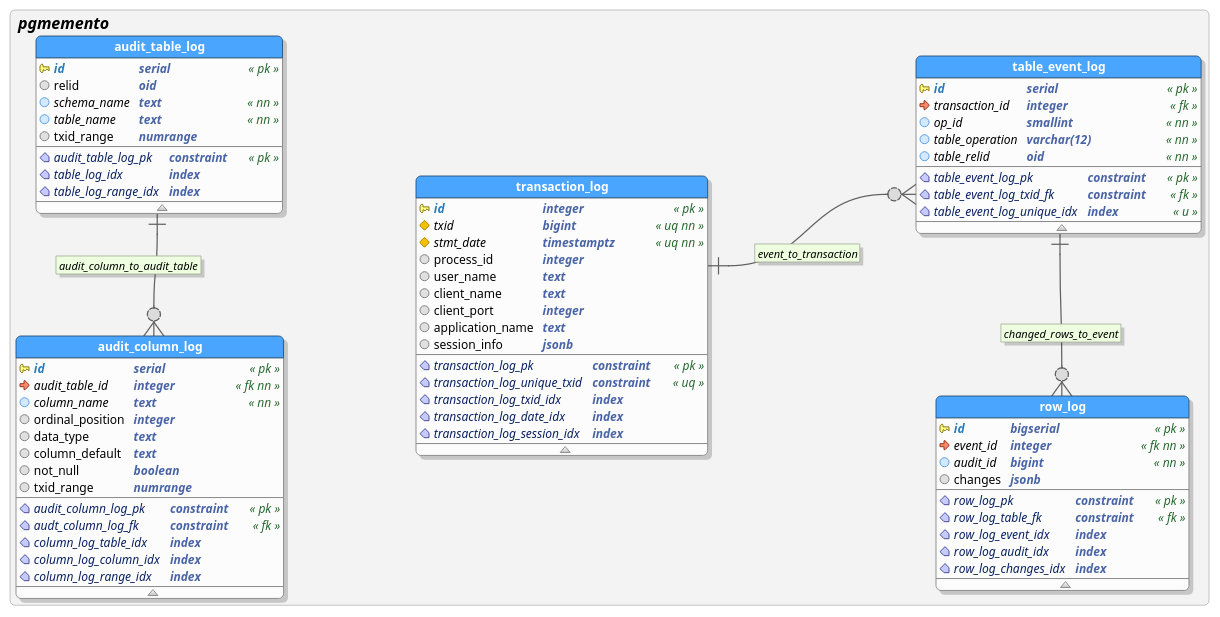 pgmemento
audit_table_log
id serial « pk »
relid oid
schema_name text « nn »
table_name text « nn »
txid_range numrange
audit_table_log_pk constraint « pk »
table_log_idx index
table_log_range_idx index
audit_column_to_audit_table
audit_column_log
id serial « pk »
audit_table_id integer « fk nn »
column_name text « nn »
ordinal_position integer
data_type text
column_default text
not_null boolean
txid_range numrange
audit_column_log_pk constraint « pk »
audt_column_log_fk constraint « fk »
column_log_table_idx index
column_log_column_idx index
column_log_range_idx index
transaction_log
id integer « pk »
txid bigint « uq nn »
stmt_date timestamptz « uq nn »
process_id integer
user_name text
client_name text
client_port integer
application_name text
session_info jsonb
transaction_log_pk constraint « pk »
transaction_log_unique_txid constraint « uq »
transaction_log_txid_idx index
transaction_log_date_idx index
transaction_log_session_idx index
event_to_transaction
table_event_log
id serial « pk »
transaction_id integer « fk »
op_id smallint « nn »
table_operation varchar(12) « nn »
table_relid oid « nn »
table_event_log_pk constraint « pk »
table_event_log_txid_fk constraint « fk »
table_event_log_unique_idx index « u »
changed_rows_to_event
row_log
id bigserial « pk »
event_id integer « fk nn »
audit_id bigint « nn »
changes jsonb
row_log_pk constraint « pk »
row_log_table_fk constraint « fk »
row_log_event_idx index
row_log_audit_idx index
row_log_changes_idx index